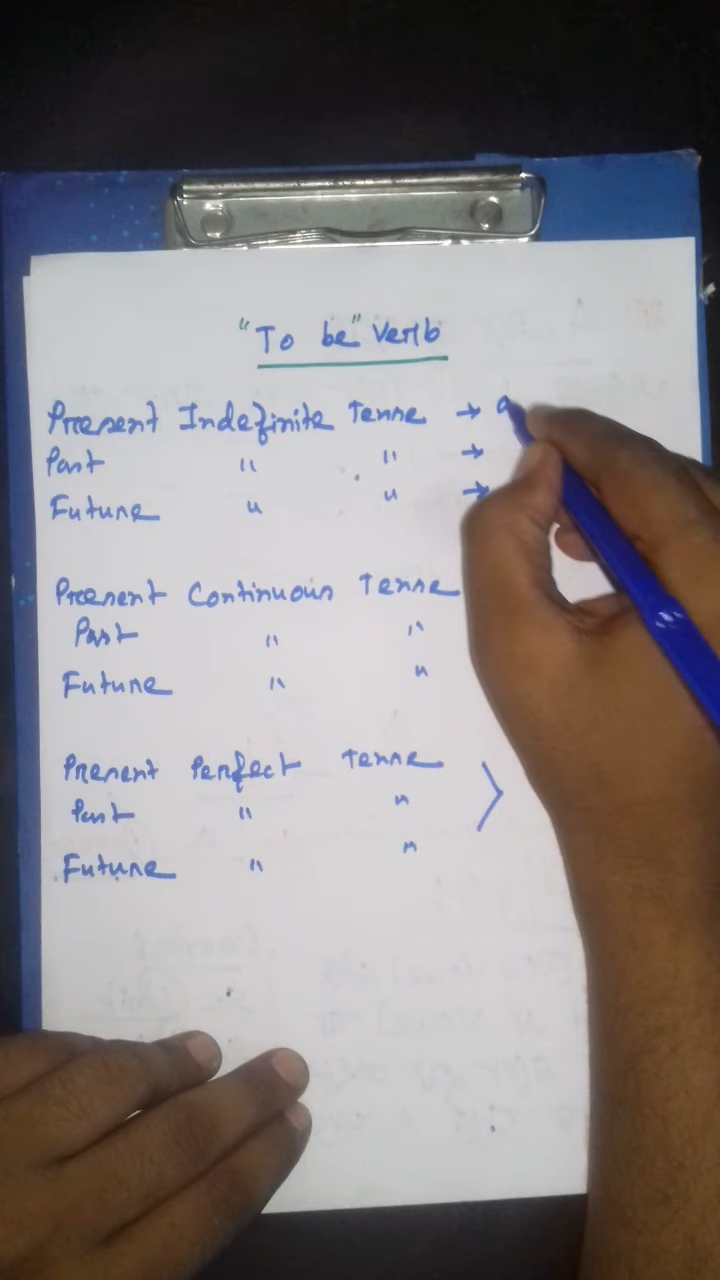 "To be" Verb
Present Indefinite Tense → a
Past " " →
Future " " →
Present Continuous Tense
Past " "
Future " "
Present Perfect Tense
Past " "
Future " "